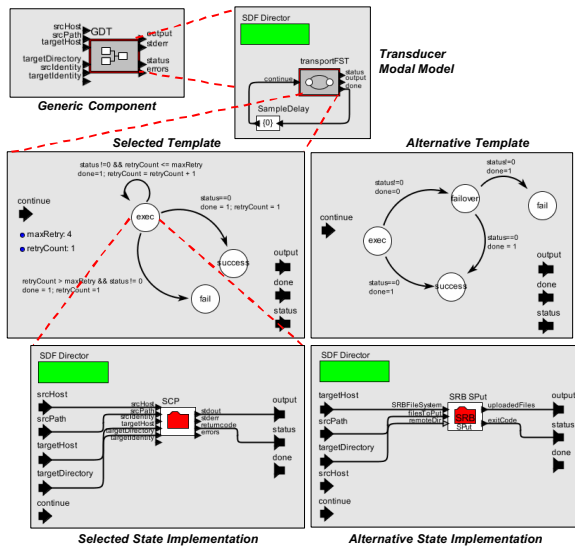 srcHost
srcPath
targetHost
targetDirectory
srcIdentity
targetIdentity
GDT
output
stderr
status
errors
Generic Component
SDF Director
transportFST
continue
status
output
done
SampleDelay
{0}
Transducer
Modal Model
Selected Template
status!=0 && retryCount <= maxRetry
done=1; retryCount = retryCount + 1
continue
maxRetry: 4
retryCount: 1
exec
status==0
done = 1; retryCount = 1
success
retryCount > maxRetry && status!= 0
done = 1; retryCount =1
fail
output
done
status
Alternative Template
continue
status!=0
done=0
failover
status!=0
done=1
fail
exec
status==0
done = 1
status==0
done=1
success
output
done
status
SDF Director
srcHost
srcPath
targetHost
targetDirectory
continue
SCP
srcHost
srcPath
srcIdentity
targetHost
targetDirectory
targetIdentity
stdout
stderr
returncode
errors
output
status
done
Selected State Implementation
SDF Director
targetHost
srcPath
targetDirectory
srcHost
continue
SRB SPut
SRBFileSystem
filesToPut
remoteDir
SRB
SPut
uploadedFiles
exitCode
output
status
done
Alternative State Implementation